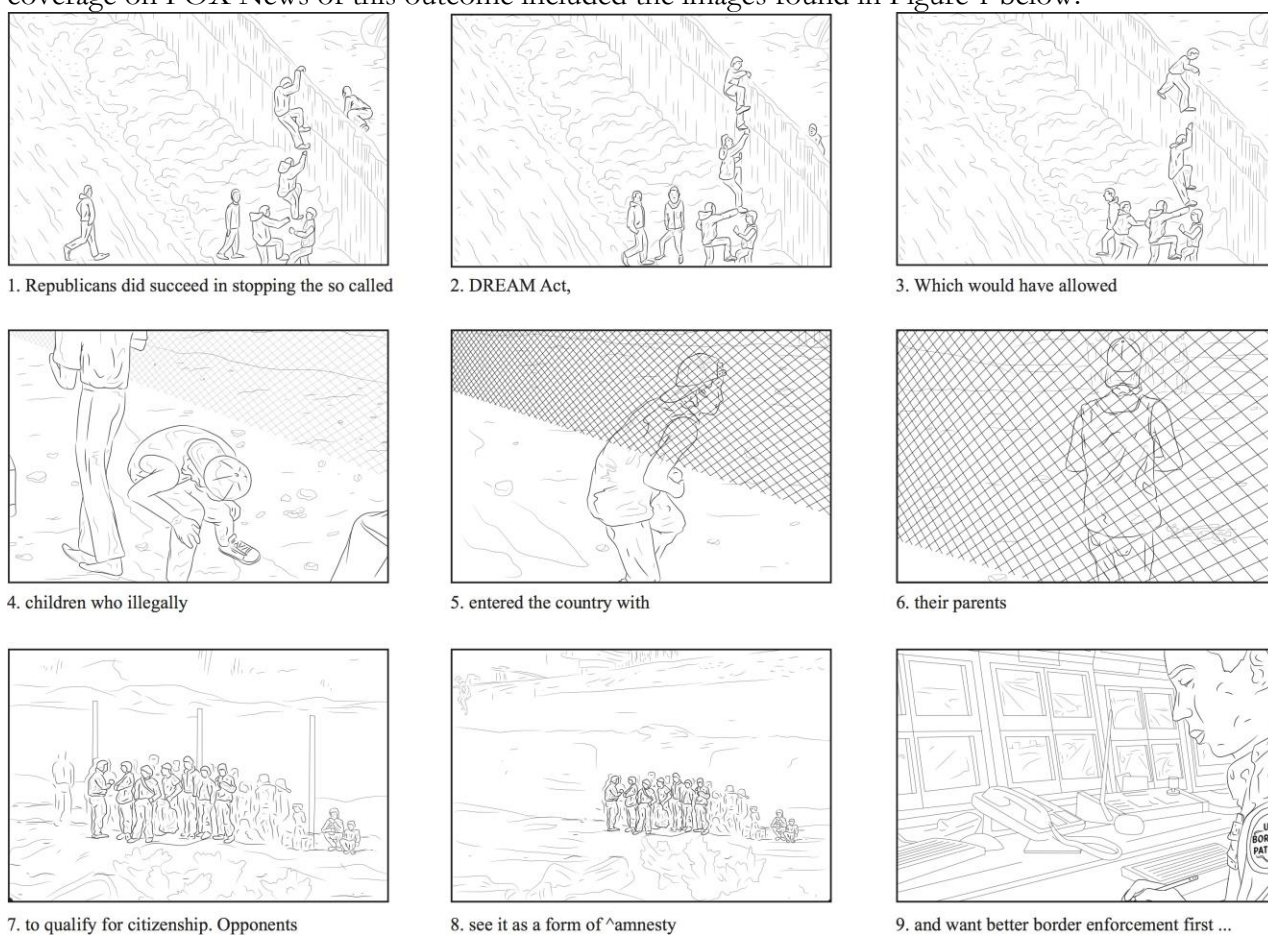 coverage on FOX News of this outcome included the images found in Figure 1 below.
1. Republicans did succeed in stopping the so called
2. DREAM Act,
3. Which would have allowed
4. children who illegally
5. entered the country with
6. their parents
BOR
PAT
7. to qualify for citizenship. Opponents
8. see it as a form of ^amnesty
9. and want better border enforcement first ...